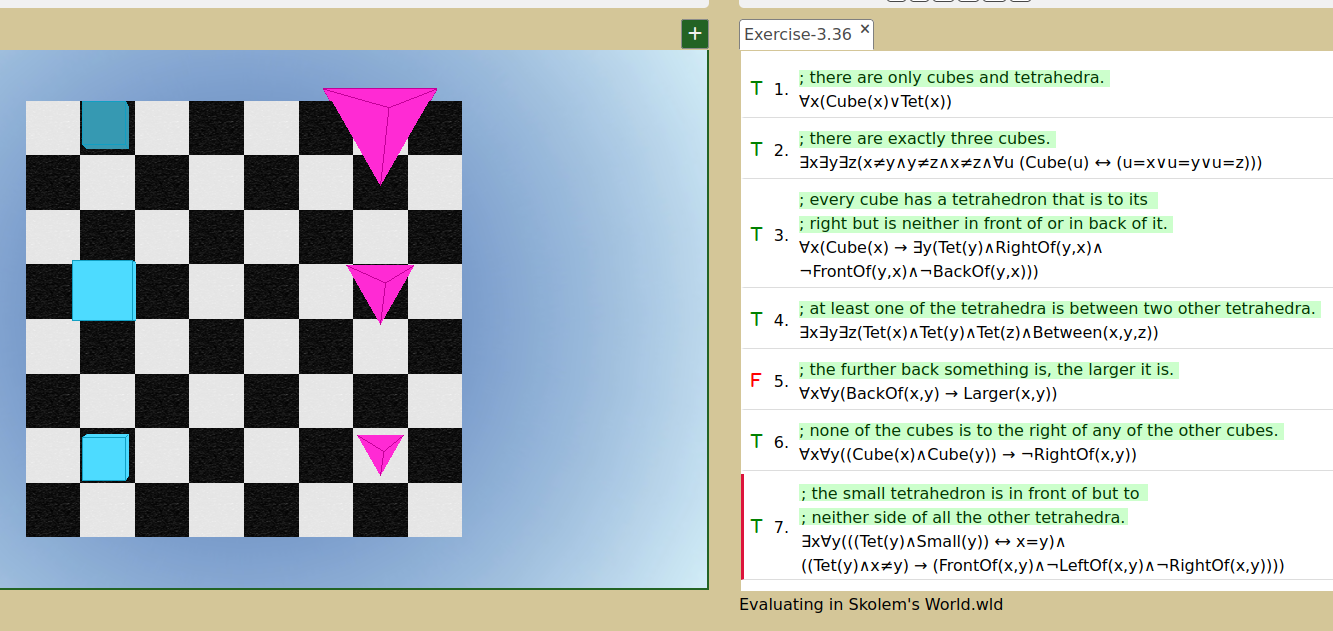 +
Exercise-3.36 ×
T 1. ; there are only cubes and tetrahedra.
∀x(Cube(x)∨Tet(x))
T 2. ; there are exactly three cubes.
∃x∃y∃z(x≠y∧y≠z∧x≠z∧∀u (Cube(u) ↔ (u=x∨u=y∨u=z)))
; every cube has a tetrahedron that is to its
; right but is neither in front of or in back of it.
T 3. ∀x(Cube(x) → ∃y(Tet(y)∧RightOf(y,x)∧
¬FrontOf(y,x)∧¬BackOf(y,x)))
T 4. ; at least one of the tetrahedra is between two other tetrahedra.
∃x∃y∃z(Tet(x)∧Tet(y)∧Tet(z)∧Between(x,y,z))
F 5. ; the further back something is, the larger it is.
∀x∀y(BackOf(x,y) → Larger(x,y))
T 6. ; none of the cubes is to the right of any of the other cubes.
∀x∀y((Cube(x)∧Cube(y)) → ¬RightOf(x,y))
; the small tetrahedron is in front of but to
T 7. ; neither side of all the other tetrahedra.
∃x∀y(((Tet(y)∧Small(y)) ↔ x=y)∧
((Tet(y)∧x≠y) → (FrontOf(x,y)∧¬LeftOf(x,y)∧¬RightOf(x,y))))
Evaluating in Skolem's World.wld